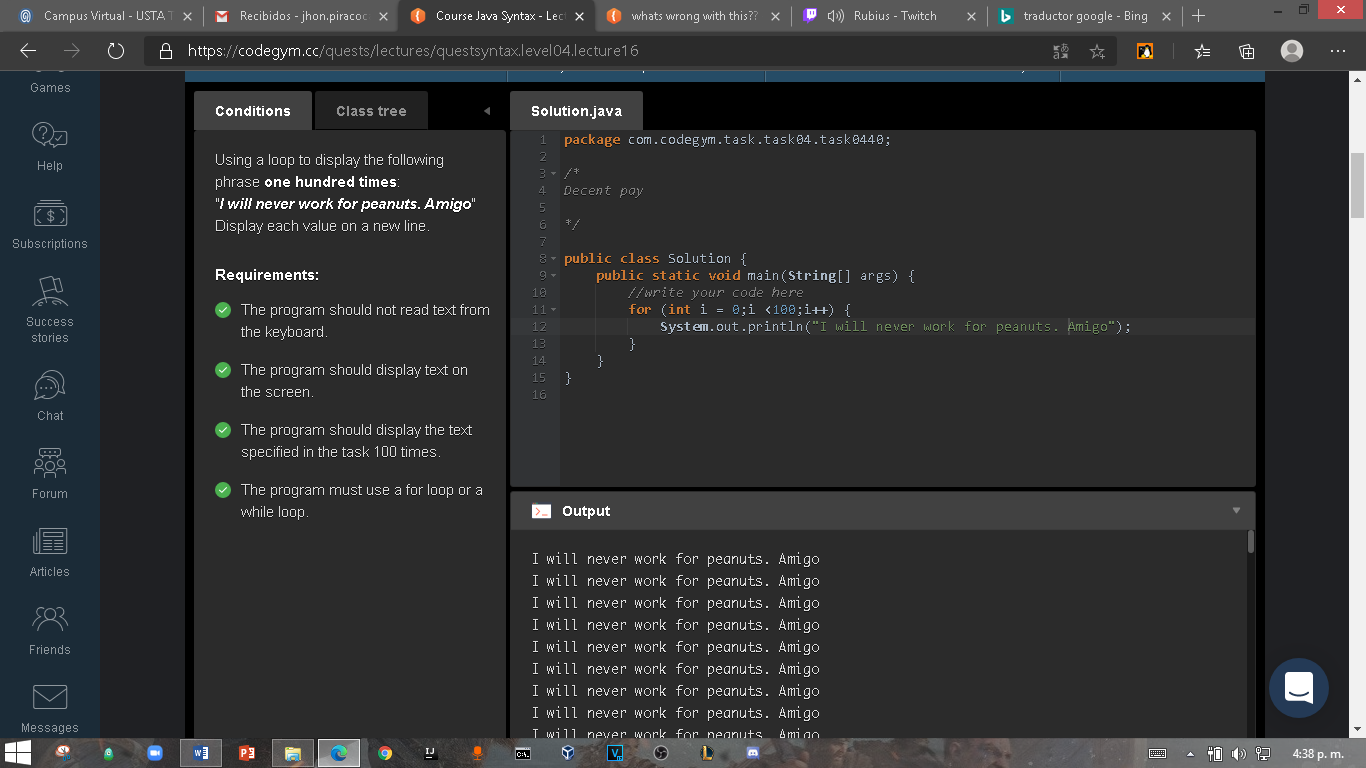 Campus Virtual - USTA T
Recibidos - jhon.piracoc
Course Java Syntax - Lec
whats wrong with this??
Rubius - Twitch
traductor google - Bing
https://codegym.cc/quests/lectures/questsyntax.level04.lecture16
Games
Help
Subscriptions
Success
stories
Chat
Forum
Articles
Friends
Messages
Conditions
Class tree
Using a loop to display the following
phrase one hundred times:
"I will never work for peanuts. Amigo"
Display each value on a new line.
Requirements:
The program should not read text from
the keyboard.
The program should display text on
the screen.
The program should display the text
specified in the task 100 times.
The program must use a for loop or a
while loop.
Solution.java
1 package com.codegym.task.task04.task0440;
2
3 /*
4 Decent pay
5
6 */
7
8 public class Solution {
9 public static void main(String[] args) {
10 //write your code here
11 for (int i = 0;i <100;i++) {
12 System.out.println("I will never work for peanuts. Amigo");
13 }
14 }
15 }
16
Output
I will never work for peanuts. Amigo
I will never work for peanuts. Amigo
I will never work for peanuts. Amigo
I will never work for peanuts. Amigo
I will never work for peanuts. Amigo
I will never work for peanuts. Amigo
I will never work for peanuts. Amigo
I will never work for peanuts. Amigo
I will never work for peanuts. Amigo
4:38 p. m.